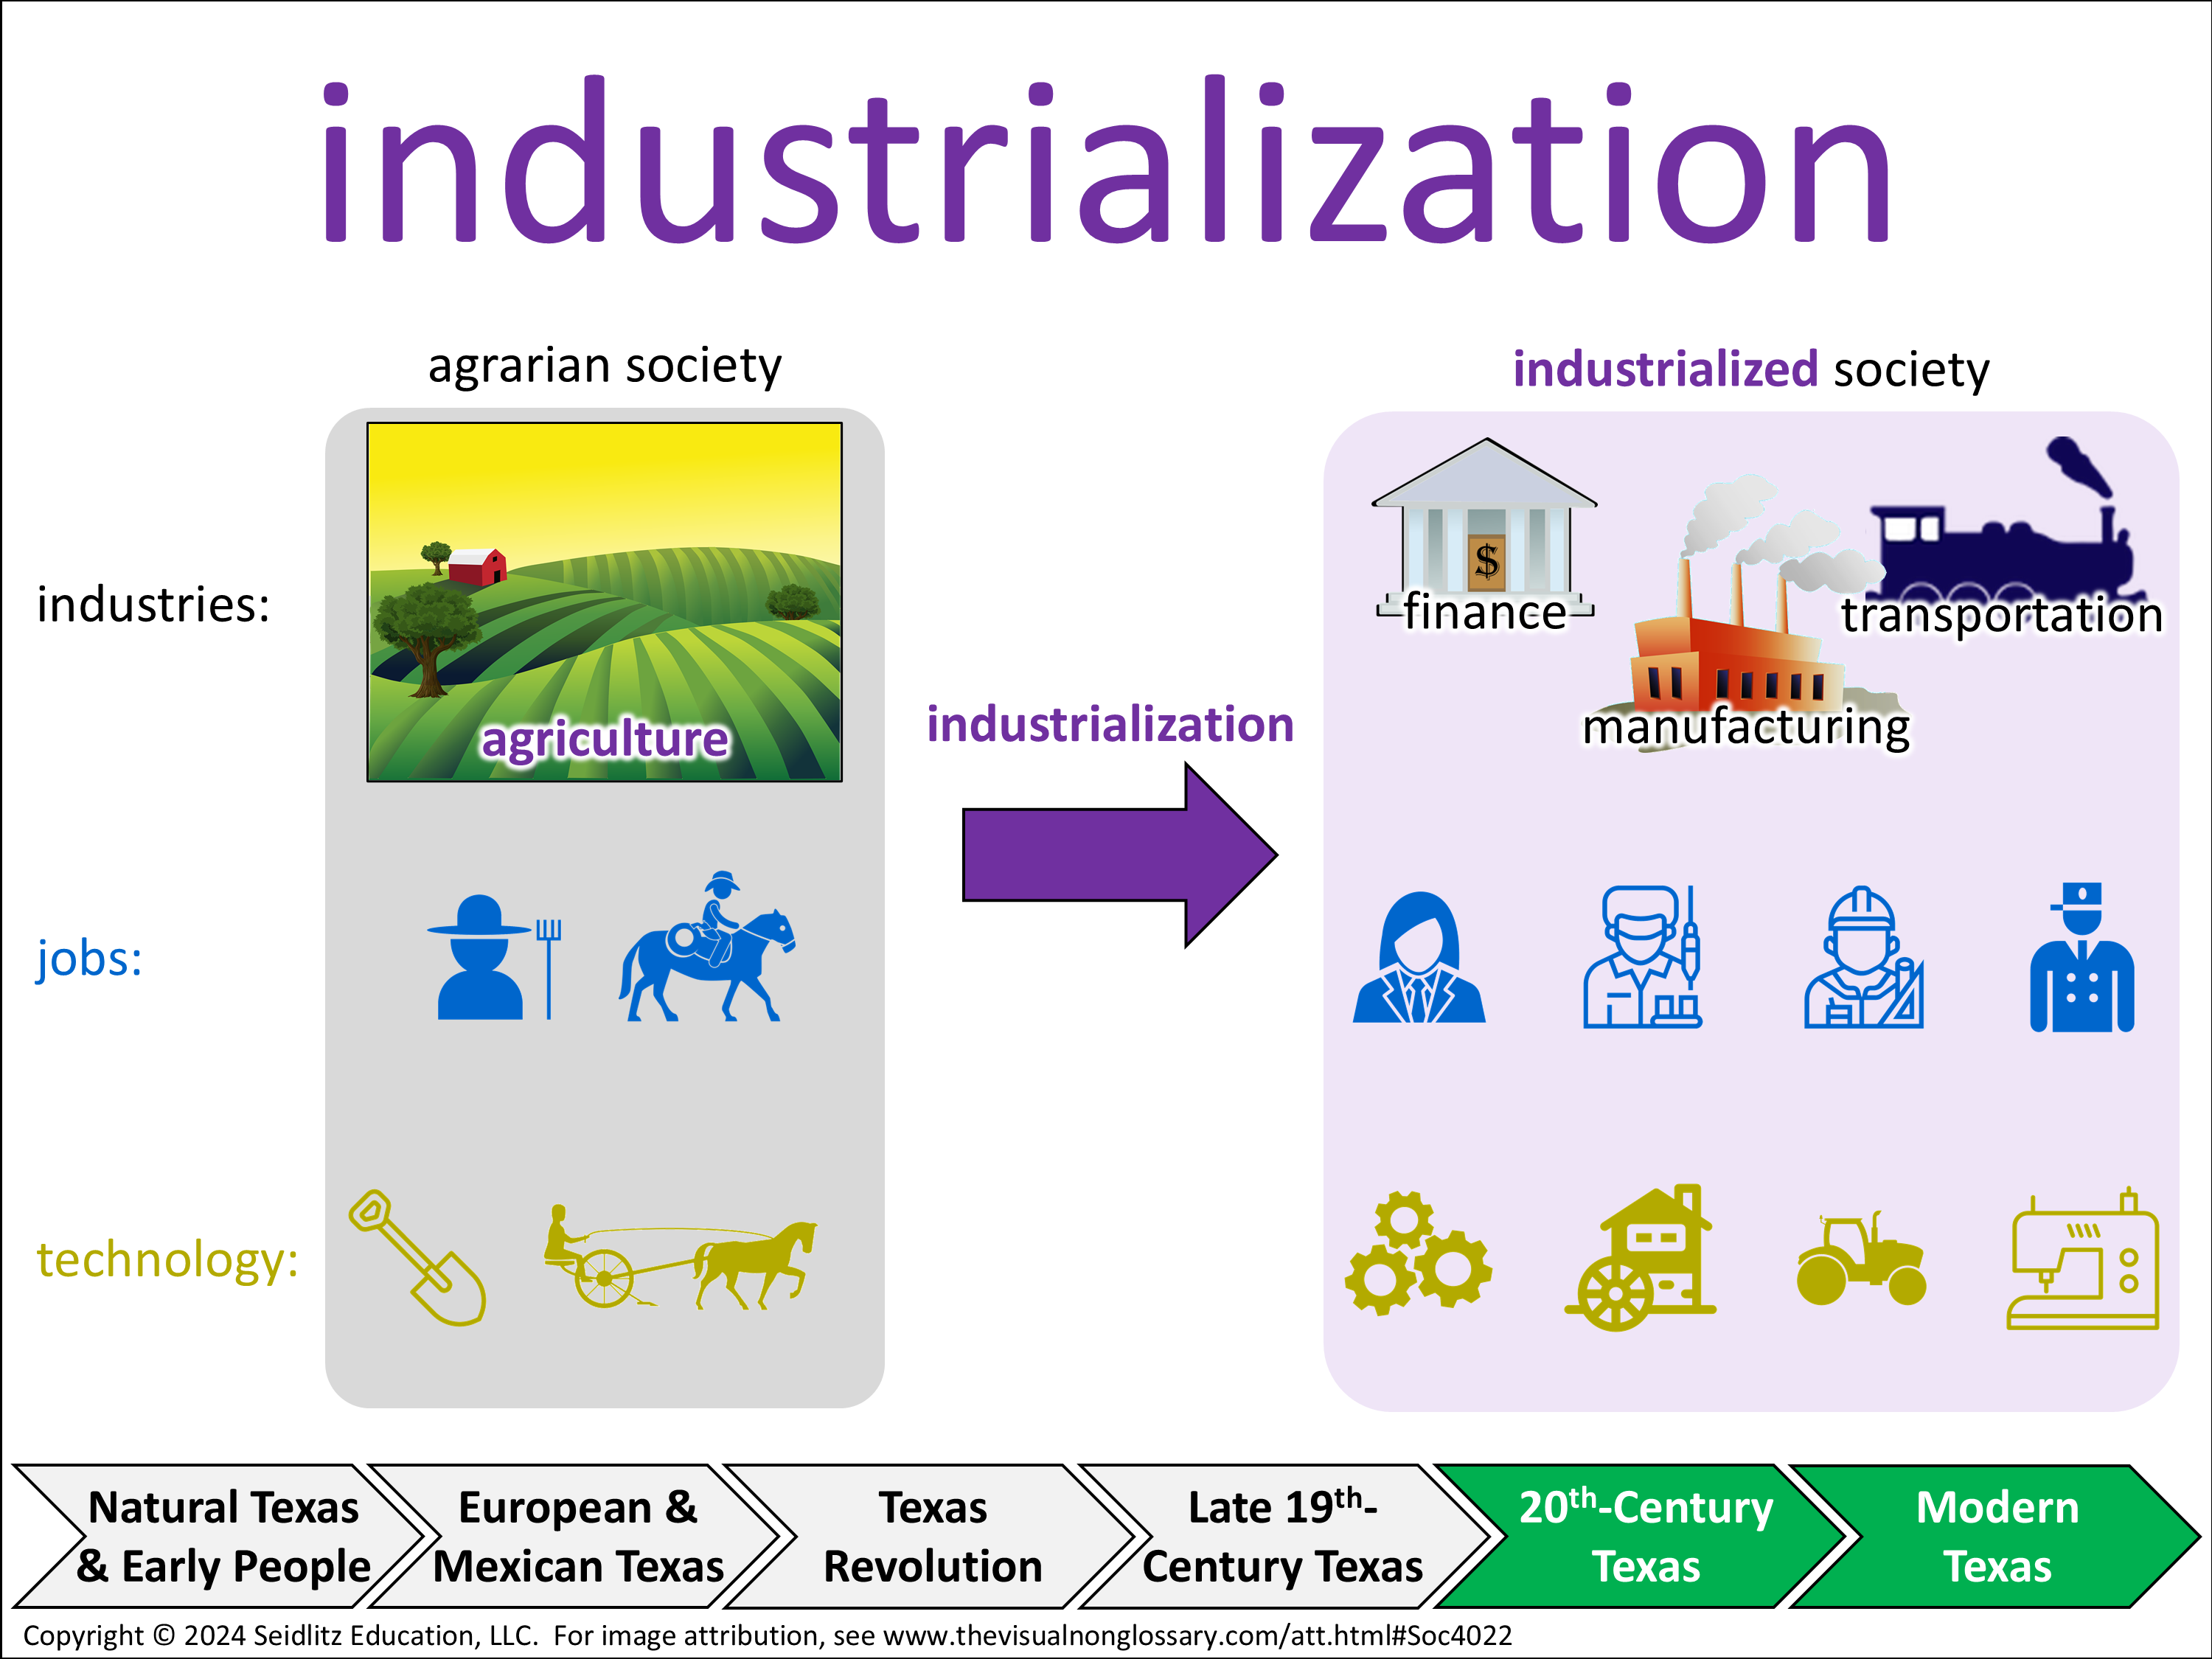 industrialization
agrarian society
industrialized society
industries:
agriculture
finance
$
transportation
manufacturing
industrialization
jobs:
technology:
Natural Texas
& Early People
European &
Mexican Texas
Texas
Revolution
Late 19th-
Century Texas
20th-Century
Texas
Modern
Texas
Copyright © 2024 Seidlitz Education, LLC. For image attribution, see www.thevisualnonglossary.com/att.html#Soc4022